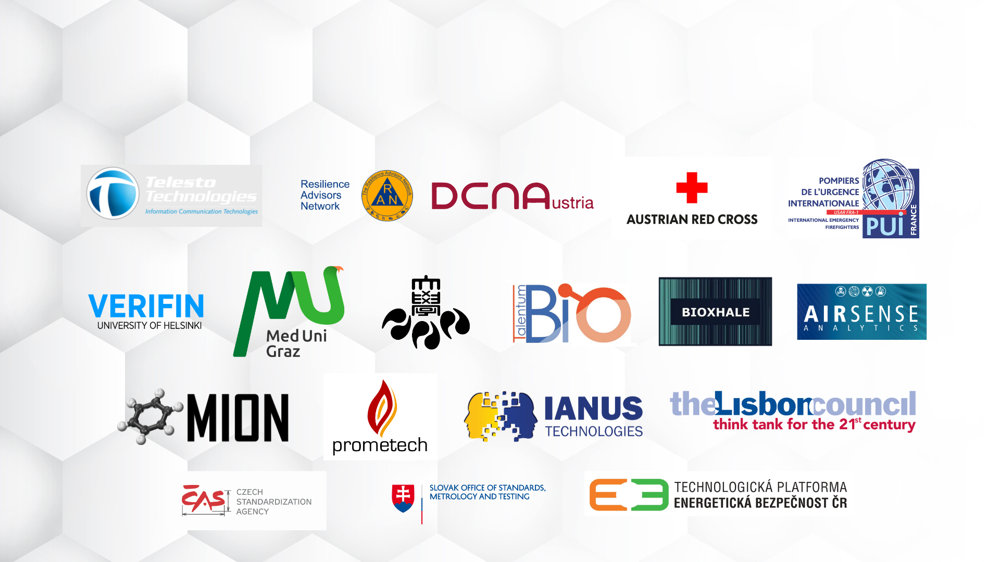 Telesto
Technologies
Information Communication Technologies
Resilience
Advisors
Network
The Resilience Advisors Network
R
AN
DCNAustria
AUSTRIAN RED CROSS
POMPIERS
DE L'URGENCE
INTERNATIONALE
USAR FRA-1
INTERNATIONAL EMERGENCY
FIREFIGHTERS
PUi
FRANCE
VERIFIN
UNIVERSITY OF HELSINKI
Med Uni
Graz
Talentum
BiO
BIOXHALE
AIRSENSE
ANALYTICS
MION
prometech
IANUS
TECHNOLOGIES
theLisboncouncil
think tank for the 21st century
ČAS
CZECH
STANDARDIZATION
AGENCY
SLOVAK OFFICE OF STANDARDS,
METROLOGY AND TESTING
TECHNOLOGICKÁ PLATFORMA
ENERGETICKÁ BEZPEČNOST ČR